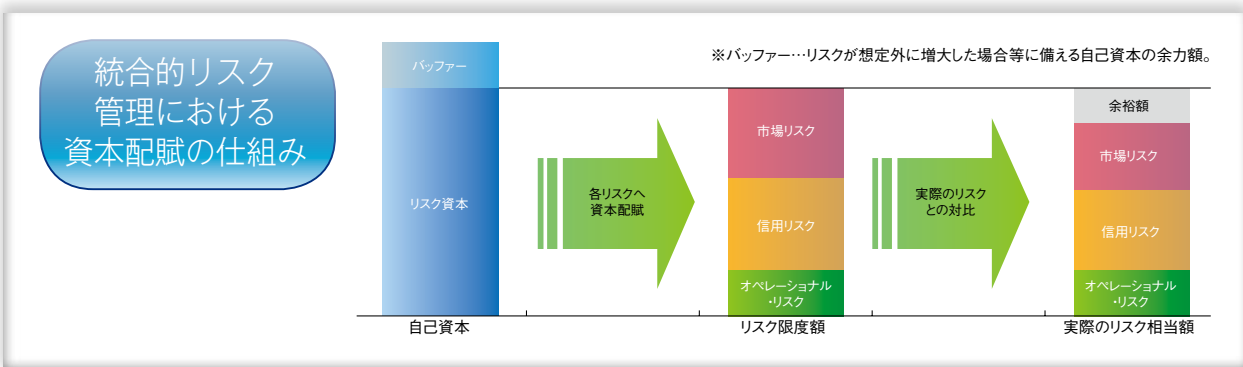 統合的リスク
管理における
資本配賦の仕組み
※バッファー…リスクが想定外に増大した場合等に備える自己資本の余力額。
バッファー
リスク資本
自己資本
各リスクへ
資本配賦
市場リスク
信用リスク
オペレーショナル
・リスク
リスク限度額
実際のリスク
との対比
余裕額
市場リスク
信用リスク
オペレーショナル
・リスク
実際のリスク相当額